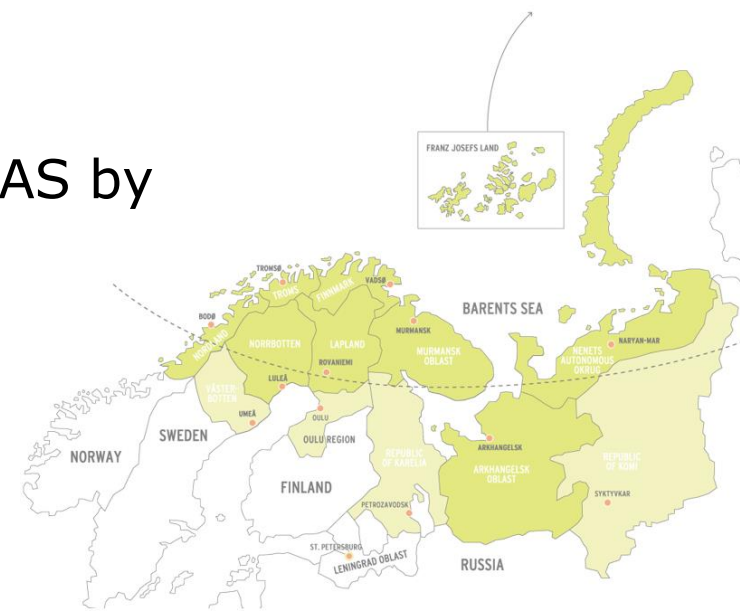 AS by
FRANZ JOSEFS LAND
TROMSØ
TROMS
FINNMARK
VADSØ
BARENTS SEA
BODØ
NORDLAND
MURMANSK
NORRBOTTEN
LAPLAND
MURMANSK
OBLAST
NENETS
AUTONOMOUS
OKRUG
NARYAN-MAR
ROVANIEMI
LULEÅ
VÄSTER-
BOTTEN
UMEÅ
OULU
OULU REGION
NORWAY
SWEDEN
FINLAND
REPUBLIC
OF KARELIA
ARKHANGELSK
ARKHANGELSK
OBLAST
REPUBLIC
OF KOMI
SYKTYVKAR
PETROZAVODSK
ST. PETERSBURG
LENINGRAD OBLAST
RUSSIA